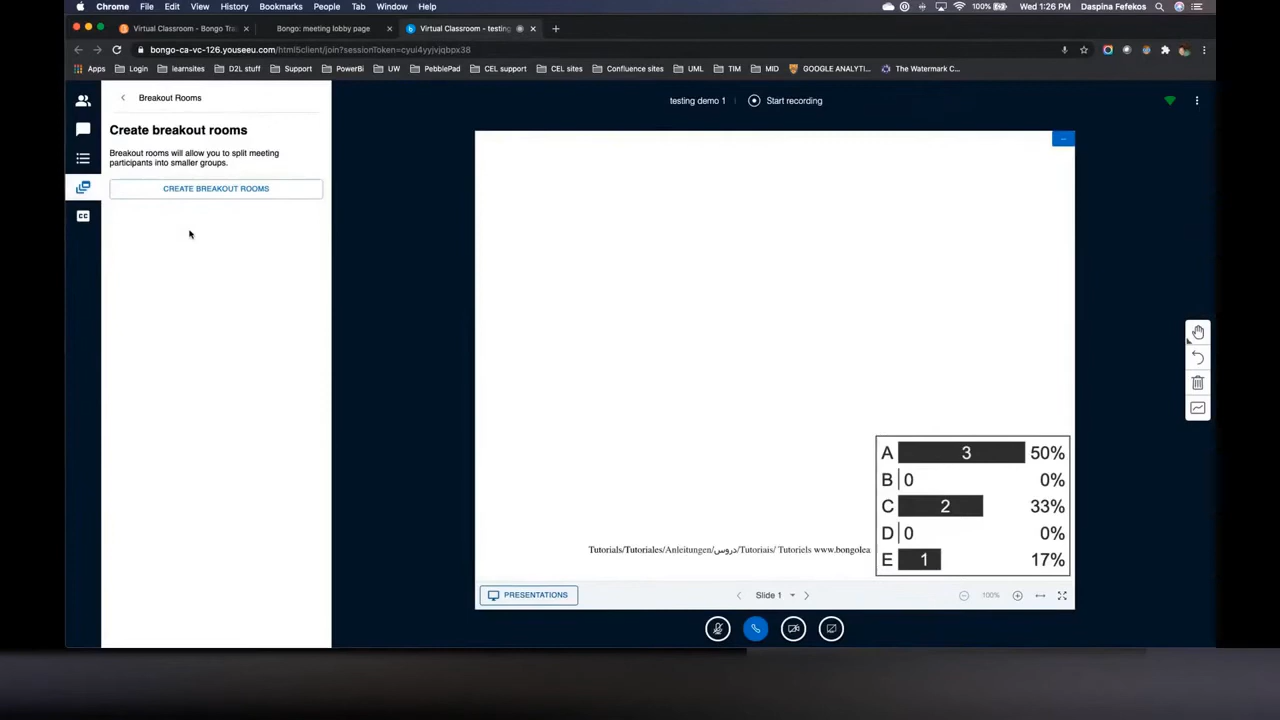 Chrome File Edit View History Bookmarks People Tab Window Help 100% Wed 1:26 PM Daspina Fefekos
Virtual Classroom - Bongo Tra Bongo: meeting lobby page Virtual Classroom - testing
bongo-ca-vc-126.youseeu.com/html5client/join?sessionToken=cyui4yyjvjqbpx38
Apps Login learnsites D2L stuff Support PowerBi UW PebblePad CEL support CEL sites Confluence sites UML TIM MID GOOGLE ANALYTI... The Watermark C...
Breakout Rooms
testing demo 1 Start recording
Create breakout rooms
Breakout rooms will allow you to split meeting
participants into smaller groups.
CREATE BREAKOUT ROOMS
CC
A 3 50%
B 0 0%
C 2 33%
D 0 0%
E 1 17%
Tutorials/Tutoriales/Anleitungen/دروس/Tutoriais/ Tutoriels www.bongolea
PRESENTATIONS Slide 1 100%